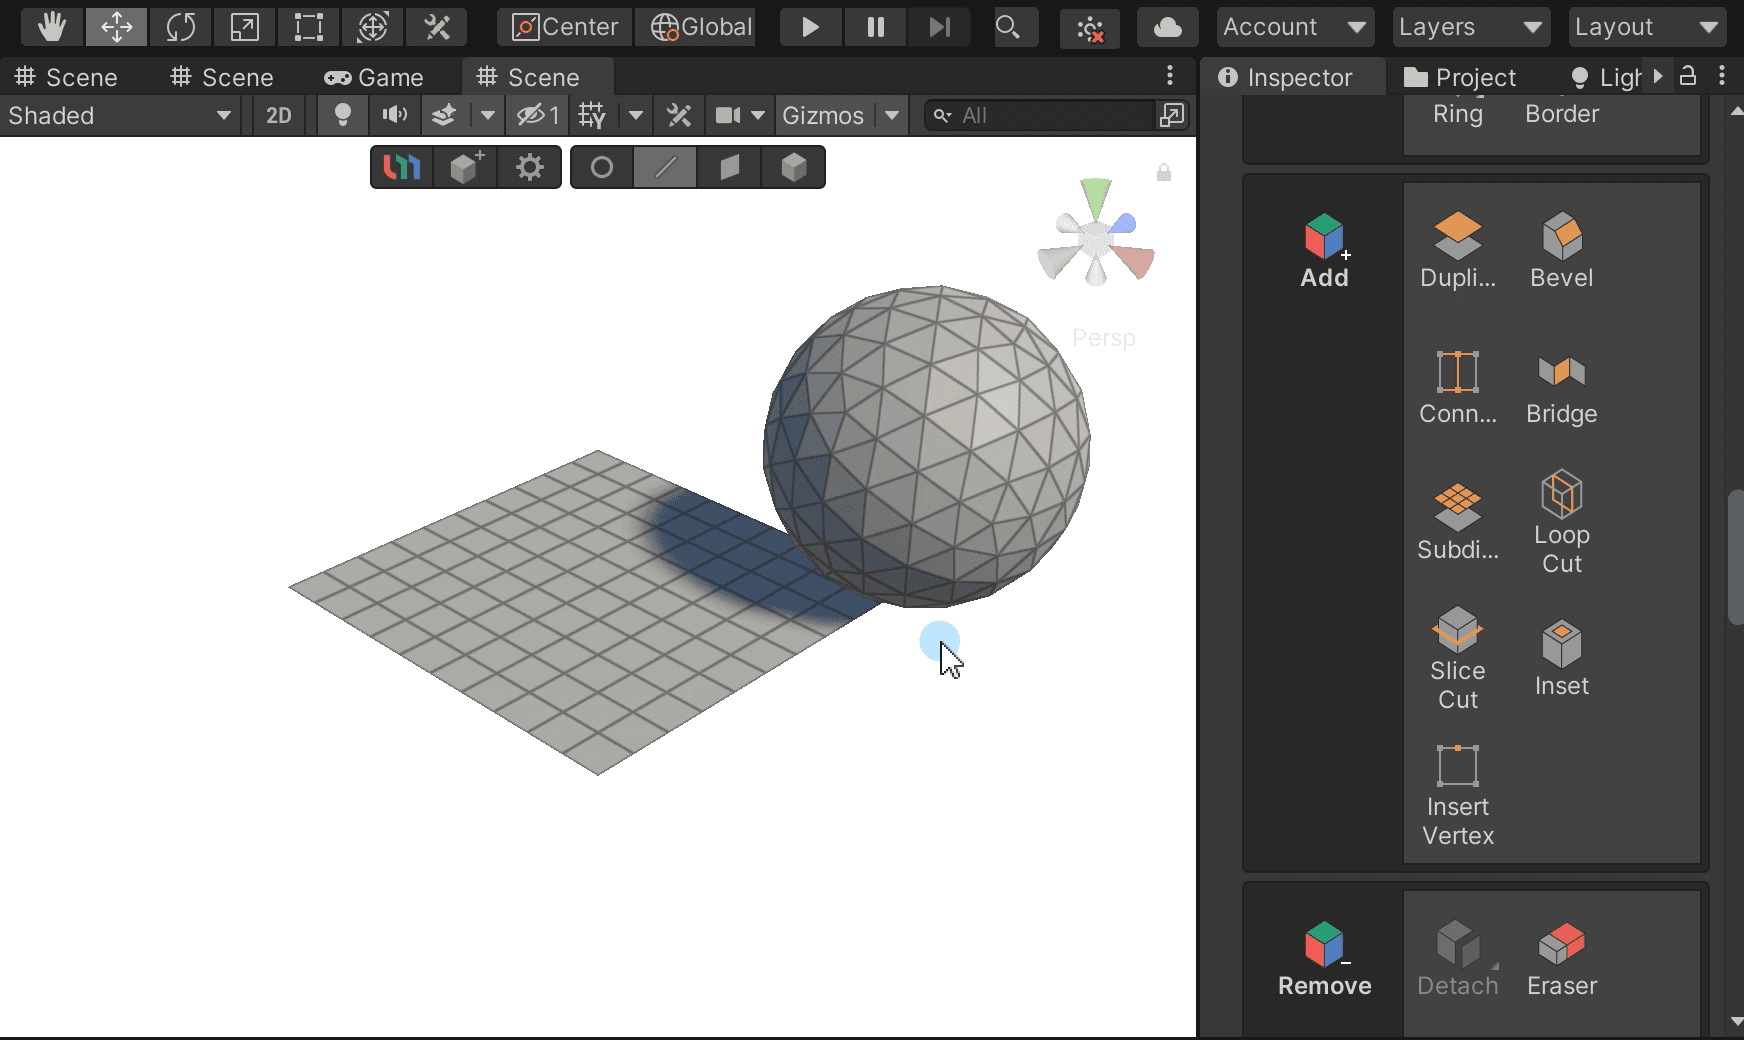 Center Global Account Layers Layout
Scene Scene Game Scene Inspector Project Ligh
Shaded 2D 1 Gizmos All
Persp
Ring Border
Add
Dupli... Bevel
Conn... Bridge
Subdi... Loop Cut
Slice Cut Inset
Insert Vertex
Remove
Detach Eraser